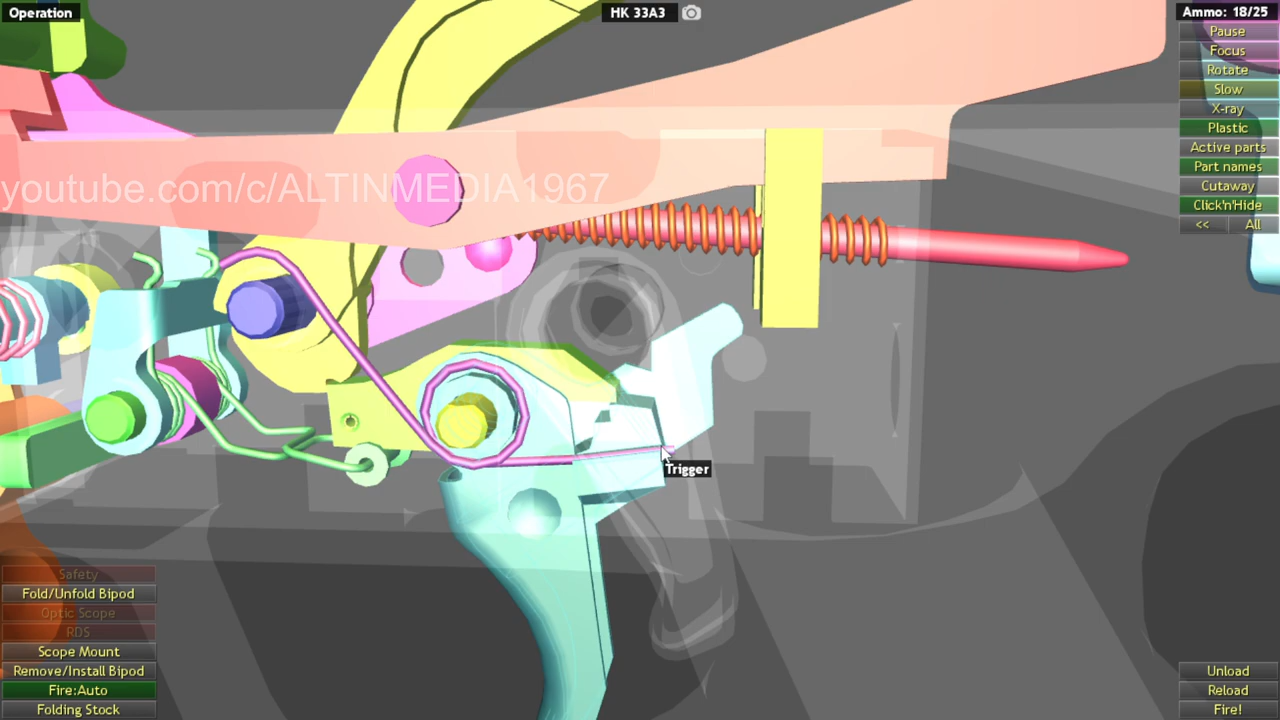 Operation
HK 33A3
Ammo: 18/25
Pause
Focus
Rotate
Slow
X-ray
Plastic
Active parts
Part names
Cutaway
Click'n'Hide
<< All
youtube.com/c/ALTINMEDIA1967
Trigger
Safety
Fold/Unfold Bipod
Optic Scope
RDS
Scope Mount
Remove/Install Bipod
Fire:Auto
Folding Stock
Unload
Reload
Fire!